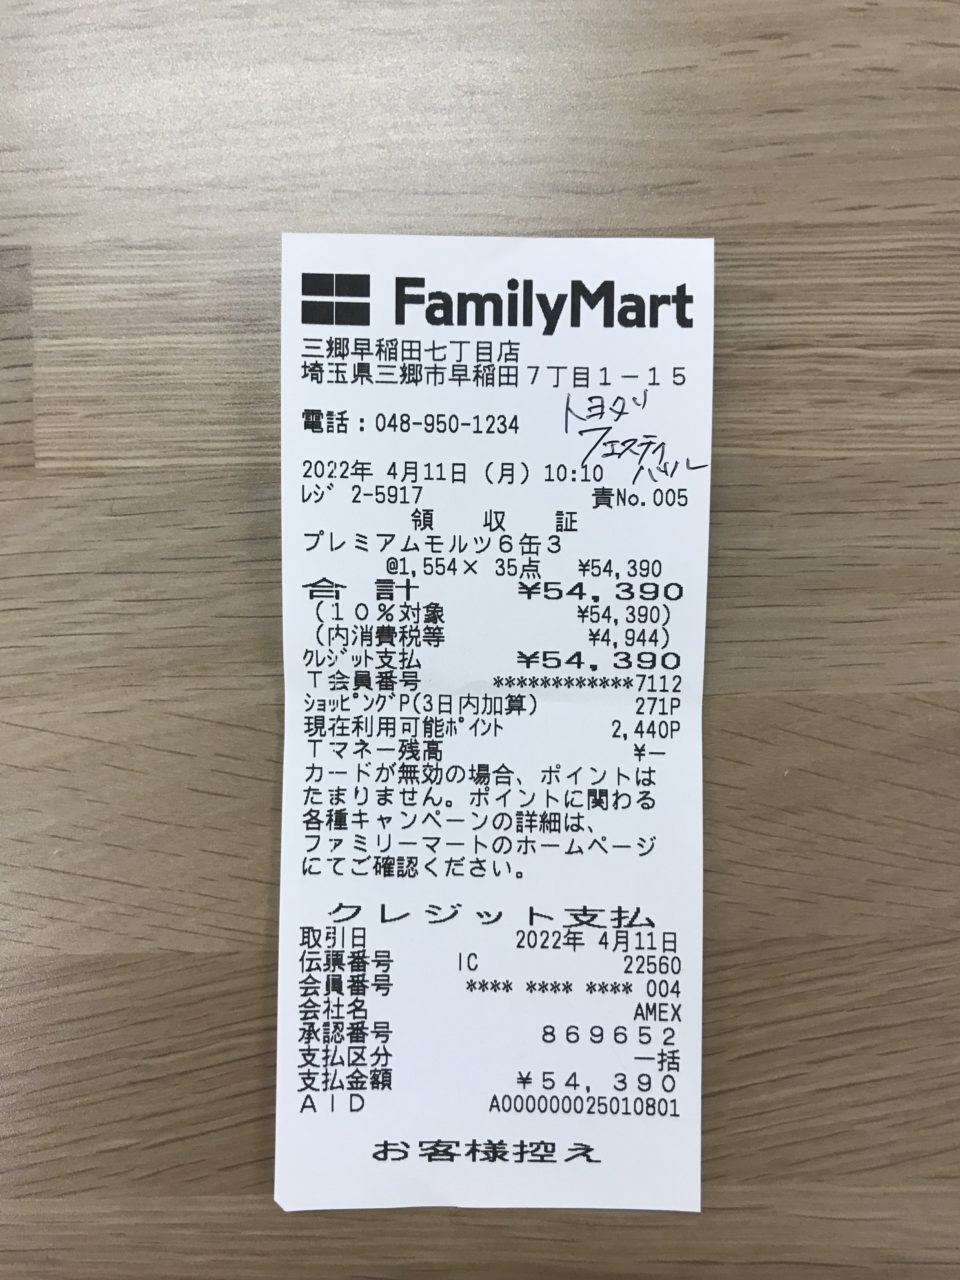 FamilyMart
三郷早稲田七丁目店
埼玉県三郷市早稲田7丁目1-15
電話:048-950-1234
トヨタ
フェスティ
バル
2022年 4月11日(月)10:10
レジ 2-5917 責No.005
領 収 証
プレミアムモルツ6缶3
@1,554× 35点 ¥54,390
合 計 ¥54,390
(10%対象 ¥54,390)
(内消費税等 ¥4,944)
クレジット支払 ¥54,390
T会員番号 ************7112
ショッピングP(3日内加算) 271P
現在利用可能ポイント 2,440P
Tマネー残高 ¥-
カードが無効の場合、ポイントは
たまりません。ポイントに関わる
各種キャンペーンの詳細は、
ファミリーマートのホームページ
にてご確認ください。
クレジット支払
取引日 2022年 4月11日
伝票番号 IC 22560
会員番号 **** **** **** 004
会社名 AMEX
承認番号 869652
支払区分 一括
支払金額 ¥54,390
AID A000000025010801
お客様控え